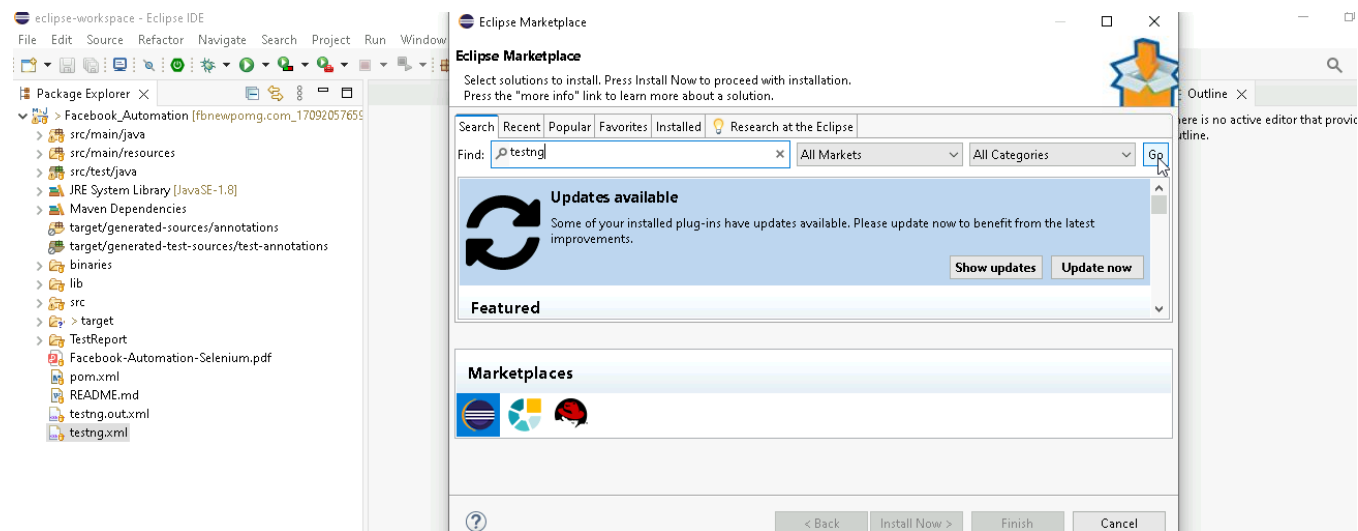 eclipse-workspace - Eclipse IDE
File Edit Source Refactor Navigate Search Project Run Window
Package Explorer
> Facebook_Automation [fbnewpomg.com_17092057659
src/main/java
src/main/resources
src/test/java
JRE System Library [JavaSE-1.8]
Maven Dependencies
target/generated-sources/annotations
target/generated-test-sources/test-annotations
binaries
lib
src
> target
TestReport
Facebook-Automation-Selenium.pdf
pom.xml
README.md
testng.out.xml
testng.xml
Eclipse Marketplace
Eclipse Marketplace
Select solutions to install. Press Install Now to proceed with installation.
Press the "more info" link to learn more about a solution.
Search Recent Popular Favorites Installed Research at the Eclipse
Find: testng All Markets All Categories Go
Updates available
Some of your installed plug-ins have updates available. Please update now to benefit from the latest
improvements.
Show updates Update now
Featured
Marketplaces
? < Back Install Now > Finish Cancel
Outline
ere is no active editor that provid
utline.